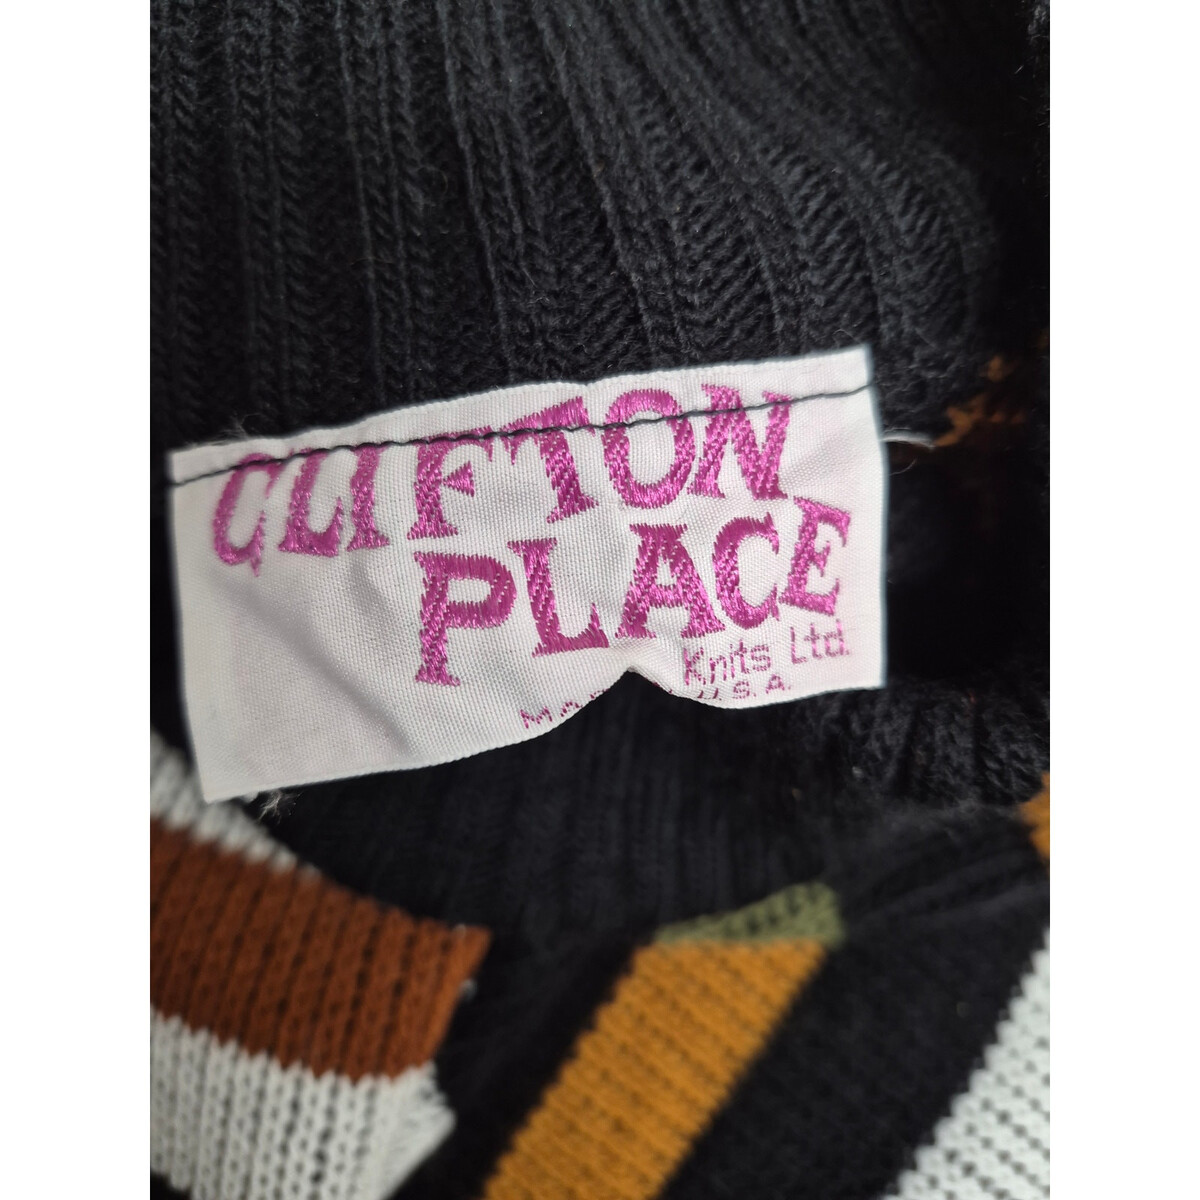 CLIFTON
PLACE
Knits Ltd.
U.S.A.